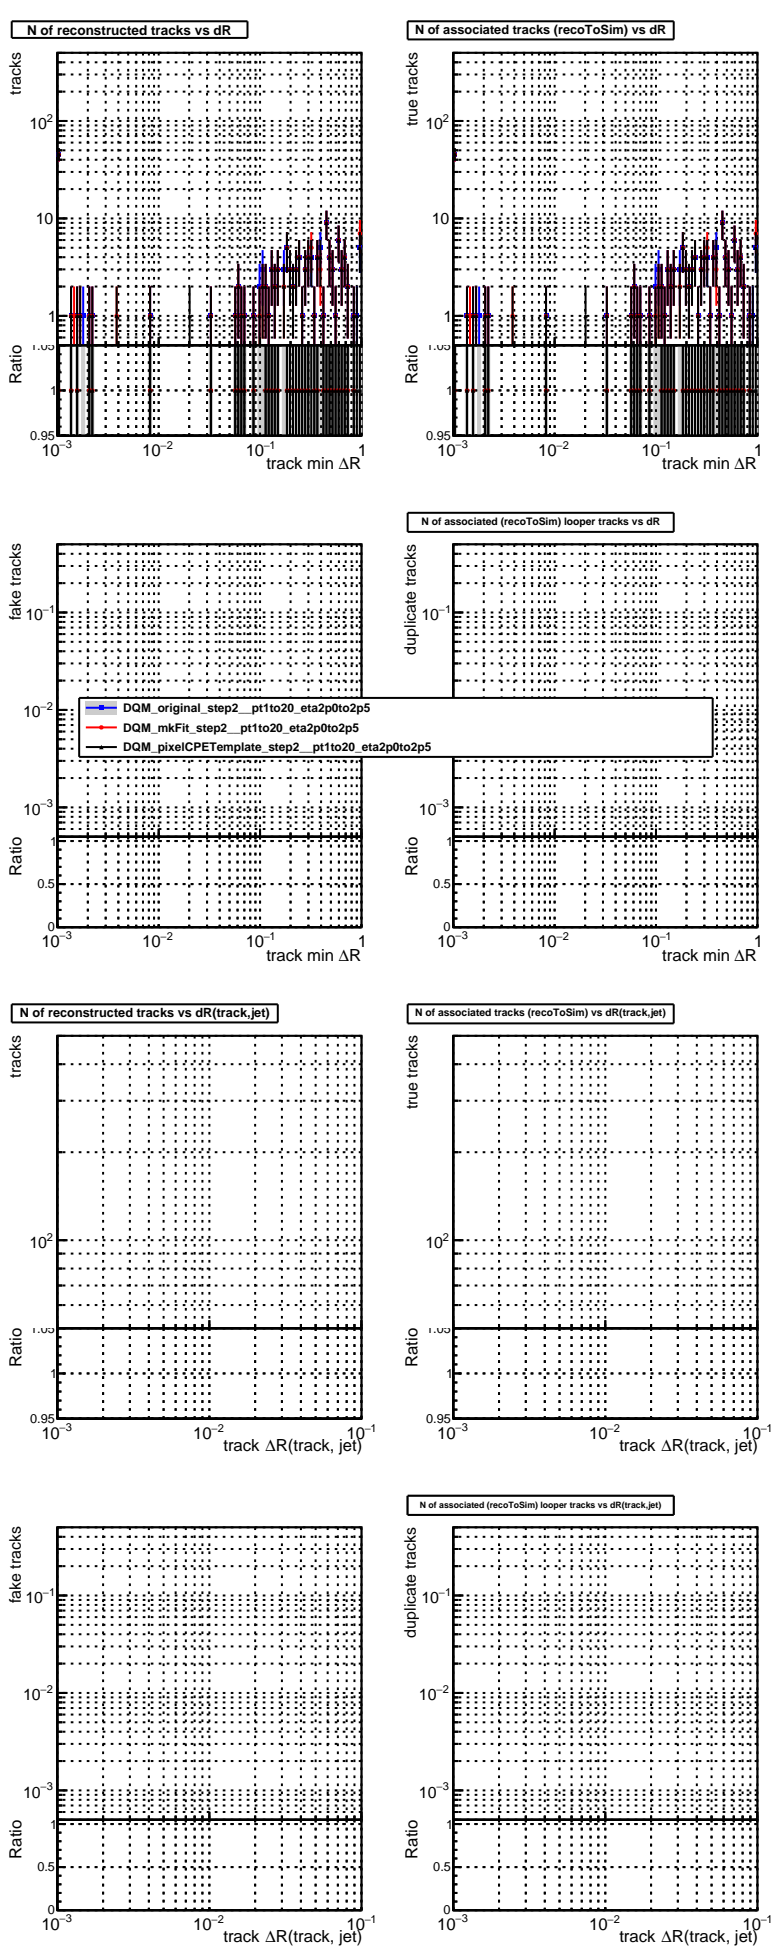 N of reconstructed tracks vs dR
N of associated tracks (recoToSim) vs dR
tracks
10²
10
1
1.05
Ratio
1
0.95
10⁻³ 10⁻² 10⁻¹ 1
track min ΔR
true tracks
10²
10
1
1.05
Ratio
1
0.95
10⁻³ 10⁻² 10⁻¹ 1
track min ΔR
N of associated (recoToSim) looper tracks vs dR
fake tracks
10⁻¹
10⁻²
10⁻³
Ratio
1
0.5
0
10⁻³ 10⁻² 10⁻¹ 1
track min ΔR
duplicate tracks
10⁻¹
10⁻³
Ratio
1
0.5
0
10⁻³ 10⁻² 10⁻¹ 1
track min ΔR
DQM_original_step2__pt1to20_eta2p0to2p5
DQM_mkFit_step2__pt1to20_eta2p0to2p5
DQM_pixelCPETemplate_step2__pt1to20_eta2p0to2p5
N of reconstructed tracks vs dR(track,jet)
N of associated tracks (recoToSim) vs dR(track,jet)
tracks
10²
1.05
Ratio
1
0.95
10⁻³ 10⁻² 10⁻¹
track ΔR(track, jet)
true tracks
10²
1.05
Ratio
1
0.95
10⁻³ 10⁻² 10⁻¹
track ΔR(track, jet)
N of associated (recoToSim) looper tracks vs dR(track,jet)
fake tracks
10⁻¹
10⁻²
10⁻³
Ratio
1
0.5
0
10⁻³ 10⁻² 10⁻¹
track ΔR(track, jet)
duplicate tracks
10⁻¹
10⁻²
10⁻³
Ratio
1
0.5
0
10⁻³ 10⁻² 10⁻¹
track ΔR(track, jet)